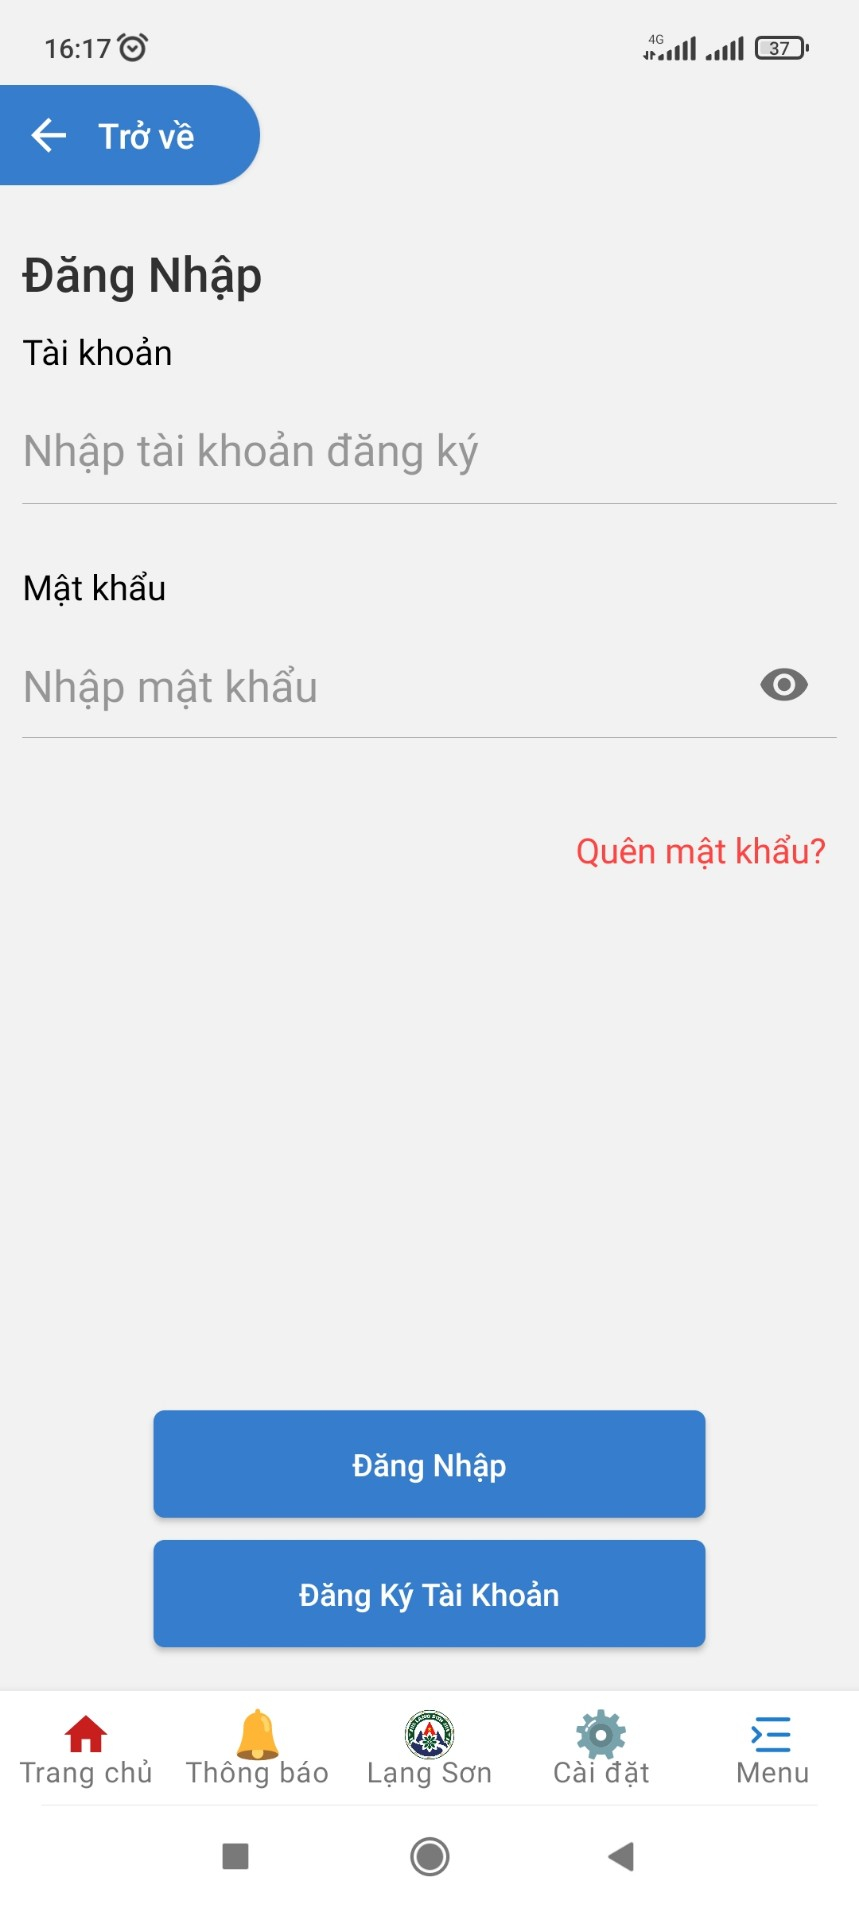 16:17
4G
37
Trở về
Đăng Nhập
Tài khoản
Nhập tài khoản đăng ký
Mật khẩu
Nhập mật khẩu
Quên mật khẩu?
Đăng Nhập
Đăng Ký Tài Khoản
Trang chủ Thông báo Lạng Sơn Cài đặt Menu